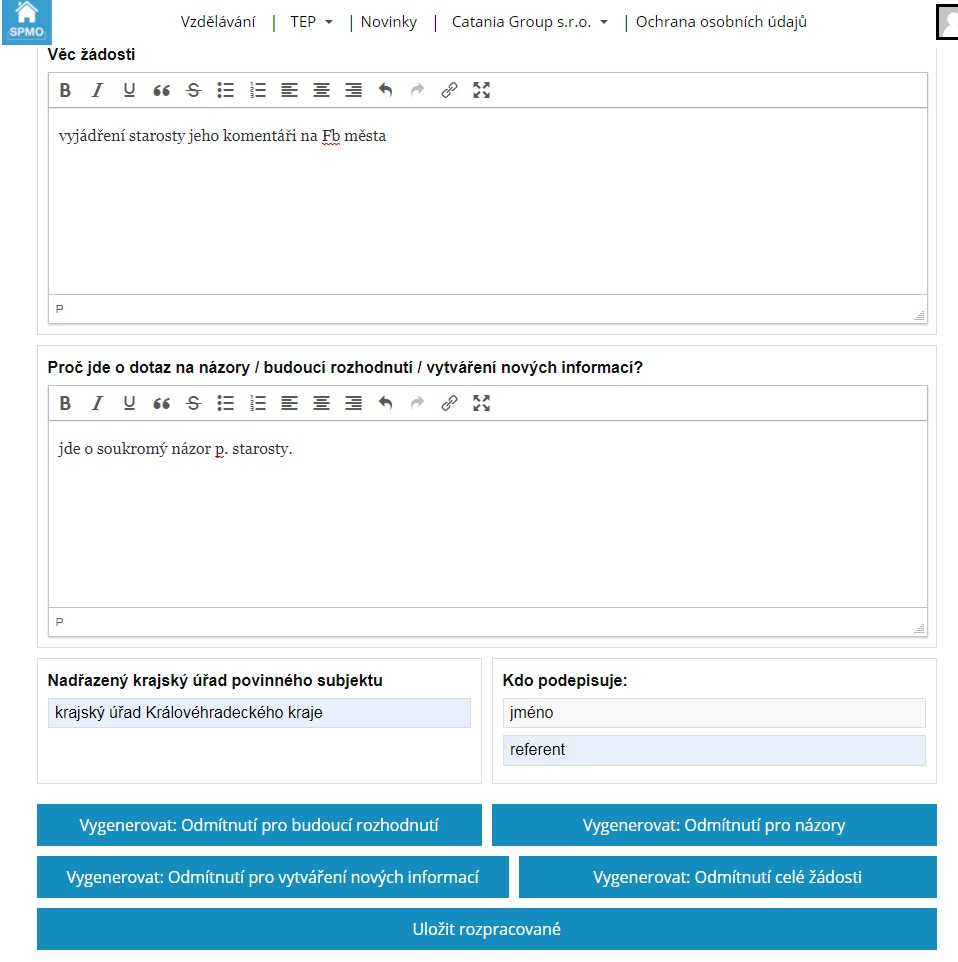 SPMO
Vzdělávání | TEP | Novinky | Catania Group s.r.o. | Ochrana osobních údajů
Věc žádosti
vyjádření starosty jeho komentáři na Fb města
P
Proč jde o dotaz na názory / budoucí rozhodnutí / vytváření nových informací?
jde o soukromý názor p. starosty.
P
Nadřazený krajský úřad povinného subjektu
krajský úřad Královéhradeckého kraje
Kdo podepisuje:
jméno
referent
Vygenerovat: Odmítnutí pro budoucí rozhodnutí
Vygenerovat: Odmítnutí pro názory
Vygenerovat: Odmítnutí pro vytváření nových informací
Vygenerovat: Odmítnutí celé žádosti
Uložit rozpracované